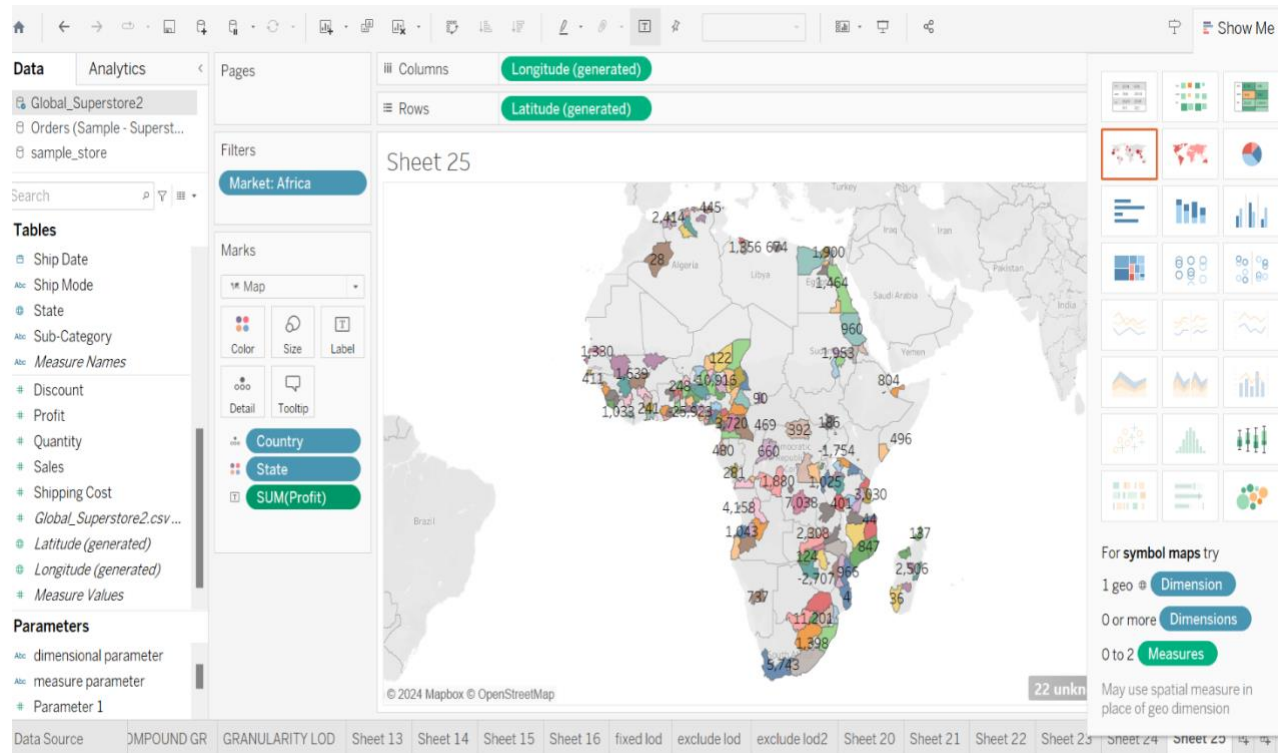 Show Me
Data Analytics
Global_Superstore2
Orders (Sample - Superst...
sample_store
Search
Tables
Ship Date
Abc Ship Mode
State
Abc Sub-Category
Abc Measure Names
# Discount
# Profit
# Quantity
# Sales
# Shipping Cost
# Global_Superstore2.csv...
Latitude (generated)
Longitude (generated)
# Measure Values
Parameters
Abc dimensional parameter
Abc measure parameter
# Parameter 1
Pages
Filters
Market: Africa
Marks
Map
Color Size Label
Detail Tooltip
Country
State
SUM(Profit)
Columns Longitude (generated)
Rows Latitude (generated)
Sheet 25
Turkey
2,414 445
1,356 1,900
28 Algeria Libya Iraq Iran
1,464 Saudi Arabia Pakistan
India
960
1,330 122 1,953 Yemen
411 1,639 10,916 804
1,033 241 -25,923 90
3,720 469 392 186 496
480 660 -1,754
281 1,880 1,025 3,030
4,158 7,038 401
Brazil 1,043 2,308 44 137
124 847
-2,707 966 2,506
737 4 36
11,201
1,398
5,743
© 2024 Mapbox © OpenStreetMap
22 unkn
For symbol maps try
1 geo Dimension
0 or more Dimensions
0 to 2 Measures
May use spatial measure in
place of geo dimension
Data Source OMPOUND GR GRANULARITY LOD Sheet 13 Sheet 14 Sheet 15 Sheet 16 fixed lod exclude lod exclude lod2 Sheet 20 Sheet 21 Sheet 22 Sheet 23 Sheet 24 Sheet 25